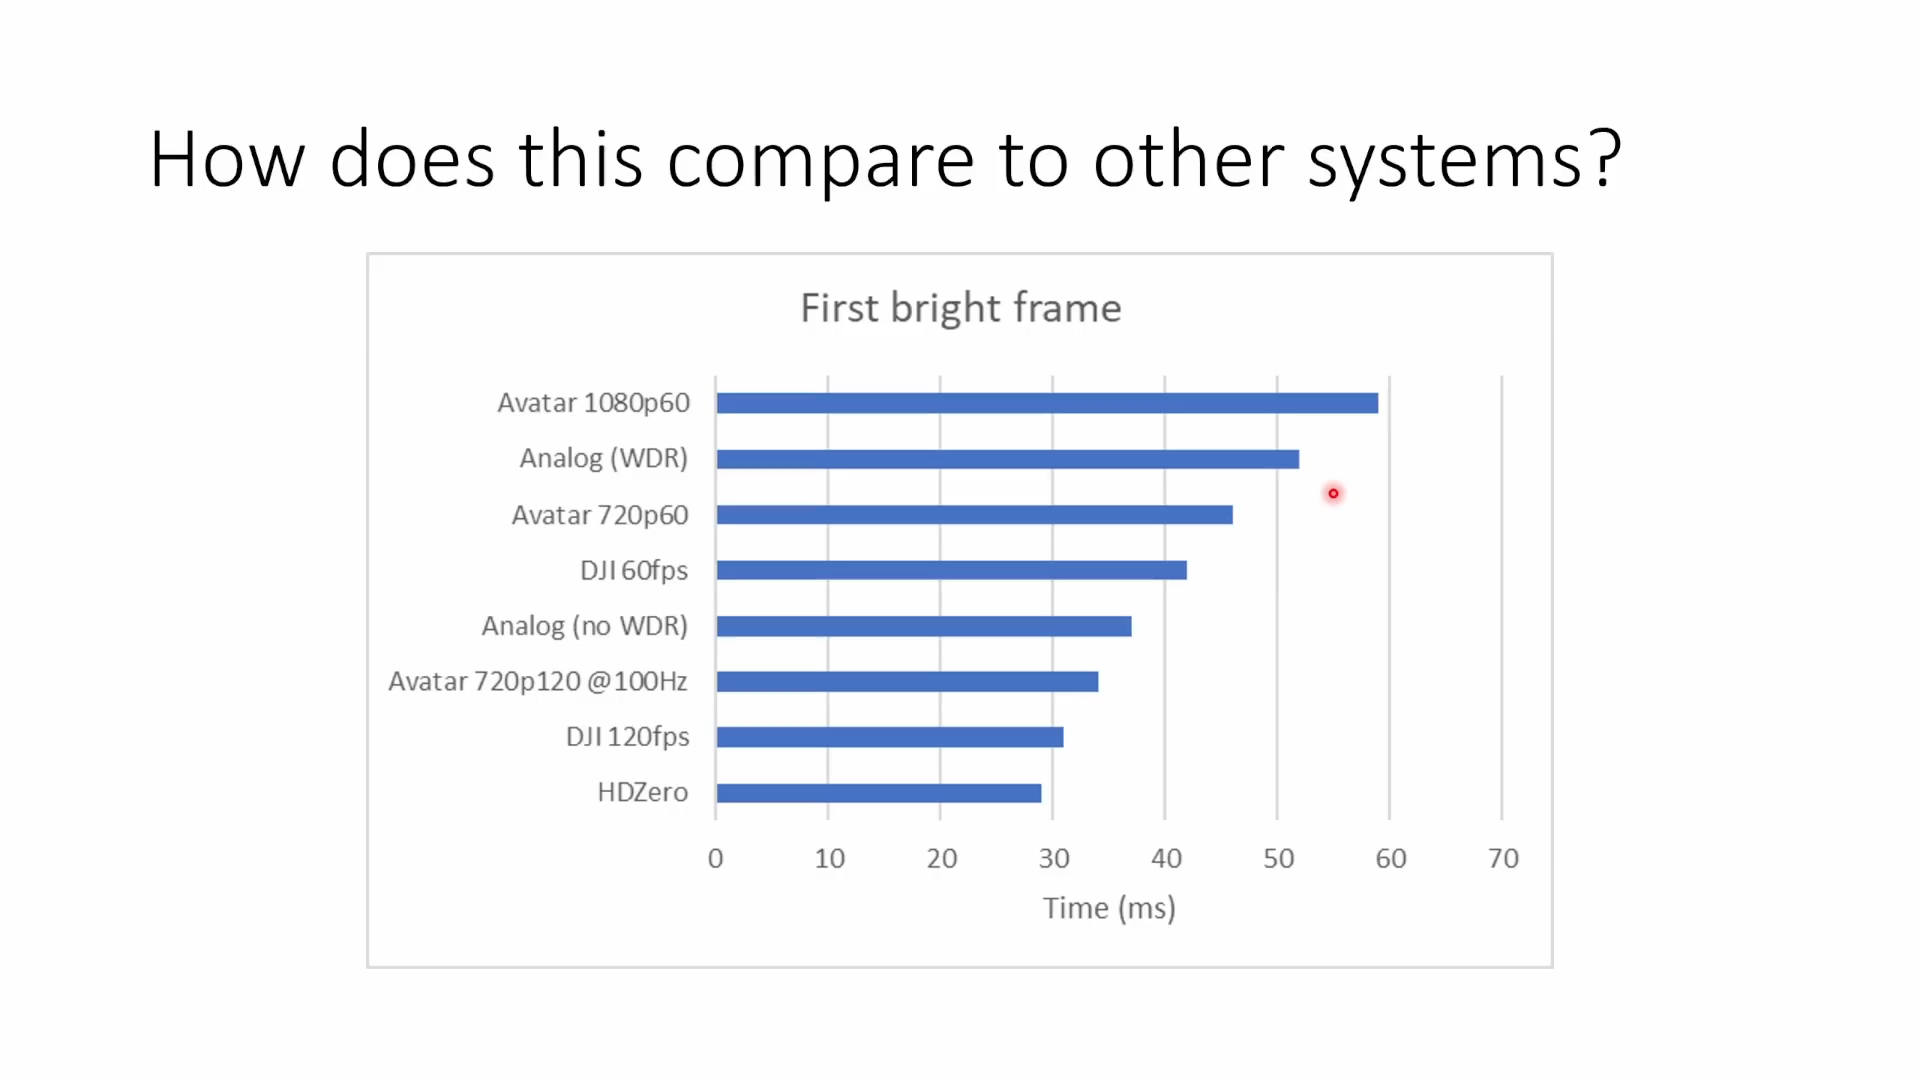 How does this compare to other systems?
First bright frame
Avatar 1080p60
Analog (WDR)
Avatar 720p60
DJI 60fps
Analog (no WDR)
Avatar 720p120 @100Hz
DJI 120fps
HDZero
0 10 20 30 40 50 60 70
Time (ms)